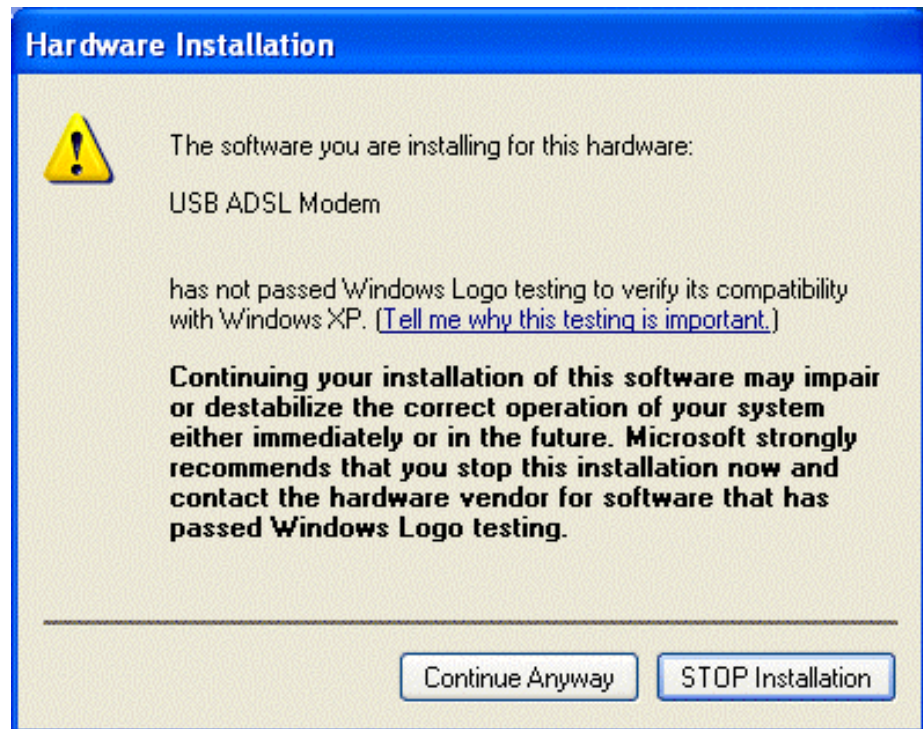 Hardware Installation
The software you are installing for this hardware:
USB ADSL Modem
has not passed Windows Logo testing to verify its compatibility
with Windows XP. (Tell me why this testing is important.)
Continuing your installation of this software may impair
or destabilize the correct operation of your system
either immediately or in the future. Microsoft strongly
recommends that you stop this installation now and
contact the hardware vendor for software that has
passed Windows Logo testing.
Continue Anyway
STOP Installation